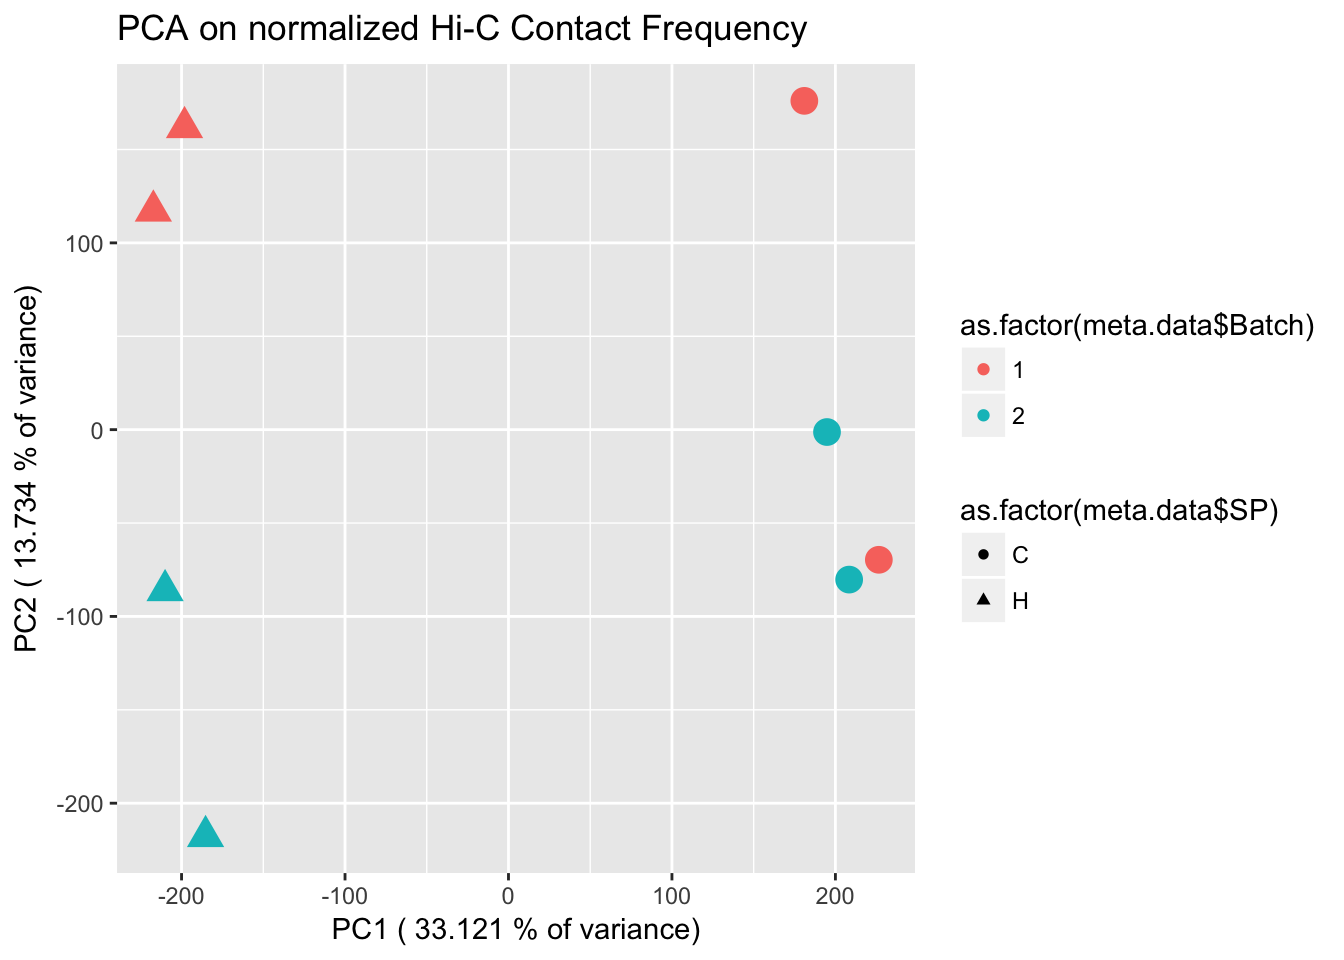 PCA on normalized Hi-C Contact Frequency
PC2 ( 13.734 % of variance)
100
0
-100
-200
-200
-100
0
100
200
PC1 ( 33.121 % of variance)
as.factor(meta.data$Batch)
1
2
as.factor(meta.data$SP)
C
H